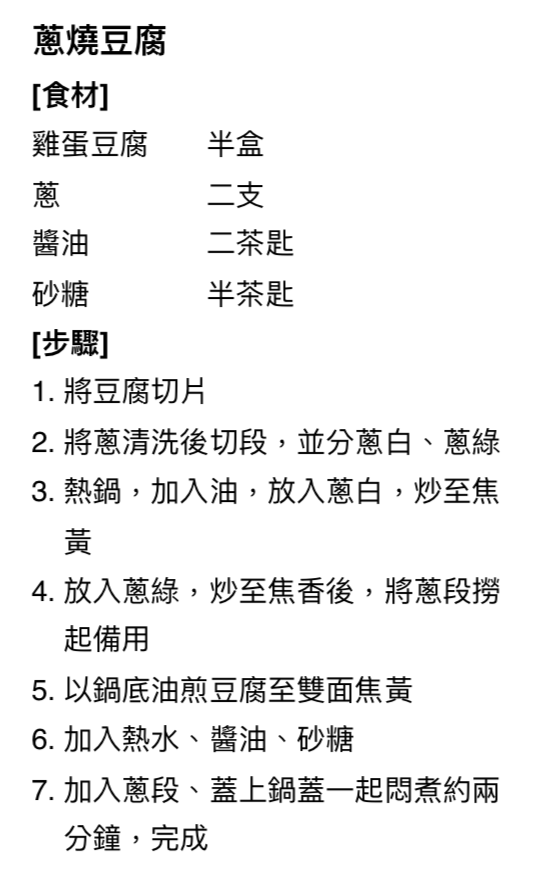 蔥燒豆腐
[食材]
雞蛋豆腐 半盒
蔥 二支
醬油 二茶匙
砂糖 半茶匙
[步驟]
1. 將豆腐切片
2. 將蔥清洗後切段，並分蔥白、蔥綠
3. 熱鍋，加入油，放入蔥白，炒至焦
黃
4. 放入蔥綠，炒至焦香後，將蔥段撈
起備用
5. 以鍋底油煎豆腐至雙面焦黃
6. 加入熱水、醬油、砂糖
7. 加入蔥段、蓋上鍋蓋一起悶煮約兩
分鐘，完成